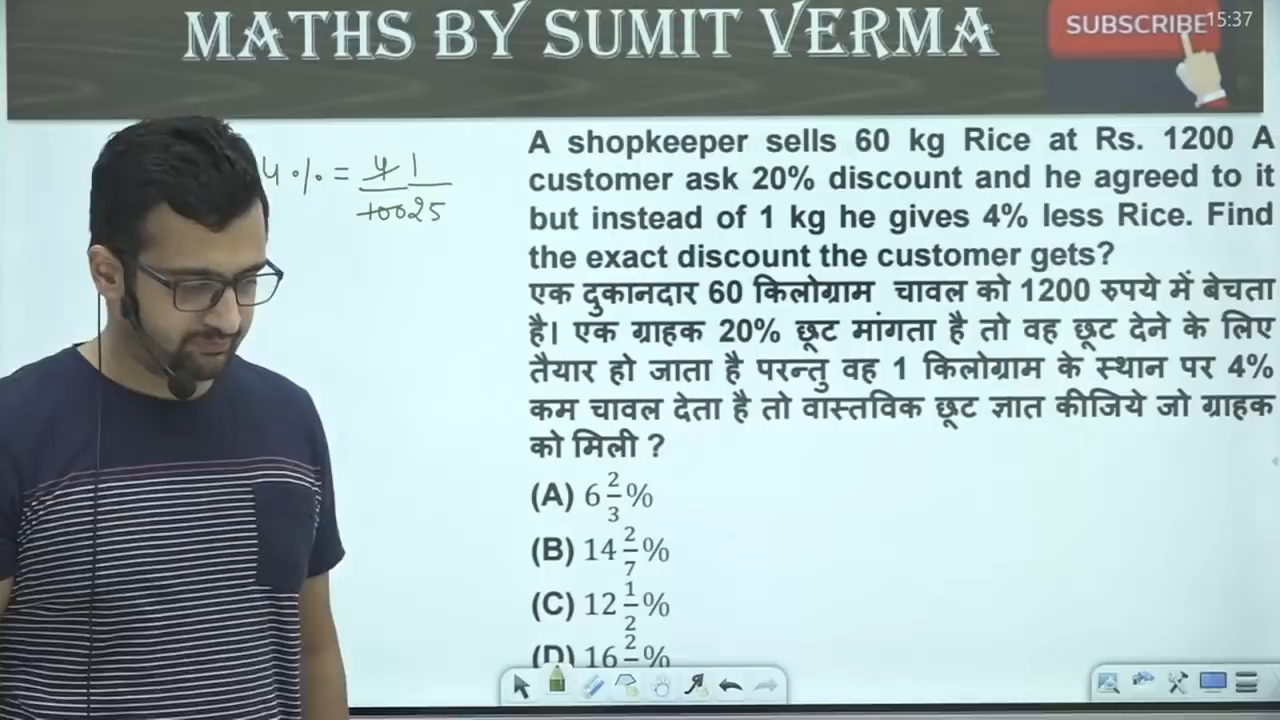 MATHS BY SUMIT VERMA
SUBSCRIBE
15:37
4% = 4 1
100 25
A shopkeeper sells 60 kg Rice at Rs. 1200 A
customer ask 20% discount and he agreed to it
but instead of 1 kg he gives 4% less Rice. Find
the exact discount the customer gets?
एक दुकानदार 60 किलोग्राम चावल को 1200 रुपये में बेचता
है। एक ग्राहक 20% छूट मांगता है तो वह छूट देने के लिए
तैयार हो जाता है परन्तु वह 1 किलोग्राम के स्थान पर 4%
कम चावल देता है तो वास्तविक छूट ज्ञात कीजिये जो ग्राहक
को मिली ?
(A) 6 2/3 %
(B) 14 2/7 %
(C) 12 1/2 %
(D) 16 2 %